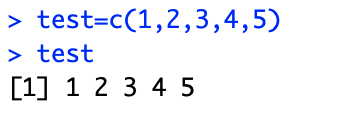 > test=c(1,2,3,4,5)
> test
[1] 1 2 3 4 5